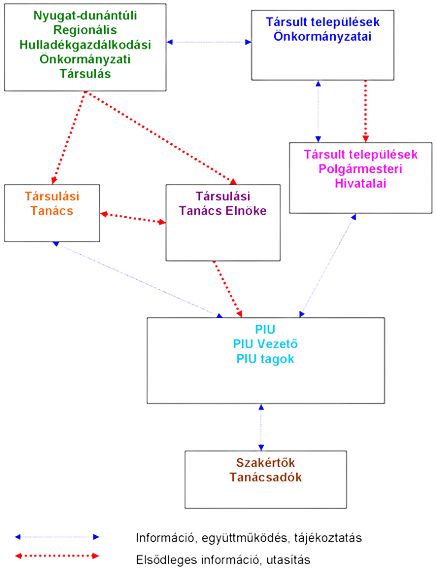 Nyugat-dunántúli
Regionális
Hulladékgazdálkodási
Önkormányzati
Társulás
Társult települések
Önkormányzatai
Társult települések
Polgármesteri
Hivatalai
Társulási
Tanács
Társulási
Tanács Elnöke
PIU
PIU Vezető
PIU tagok
Szakértők
Tanácsadók
Információ, együttműködés, tájékoztatás
Elsődleges információ, utasítás